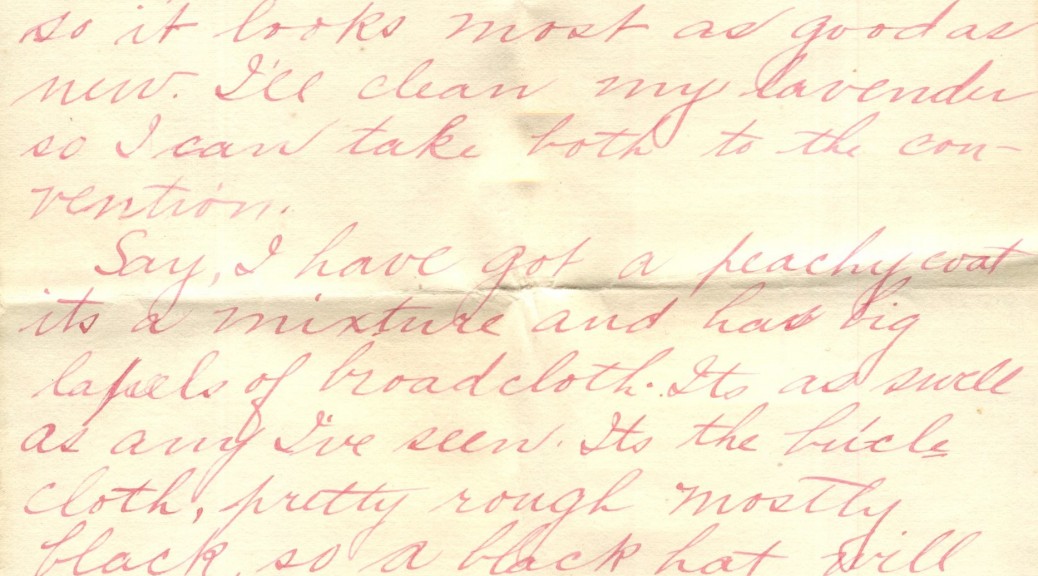 so it looks most as good as
new. I'll clean my lavender
so I can take both to the con-
vention.
Say, I have got a peachy coat
its a mixture and has big
lapels of broadcloth. Its as swell
as any I've seen. Its the
cloth, pretty rough mostly
black, so a black hat will